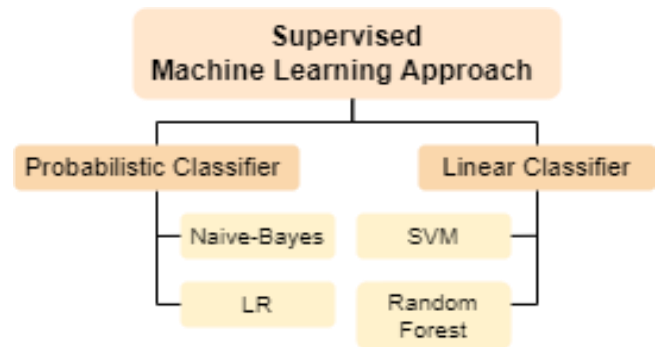 Supervised
Machine Learning Approach
Probabilistic Classifier
Linear Classifier
Naive-Bayes
SVM
LR
Random
Forest